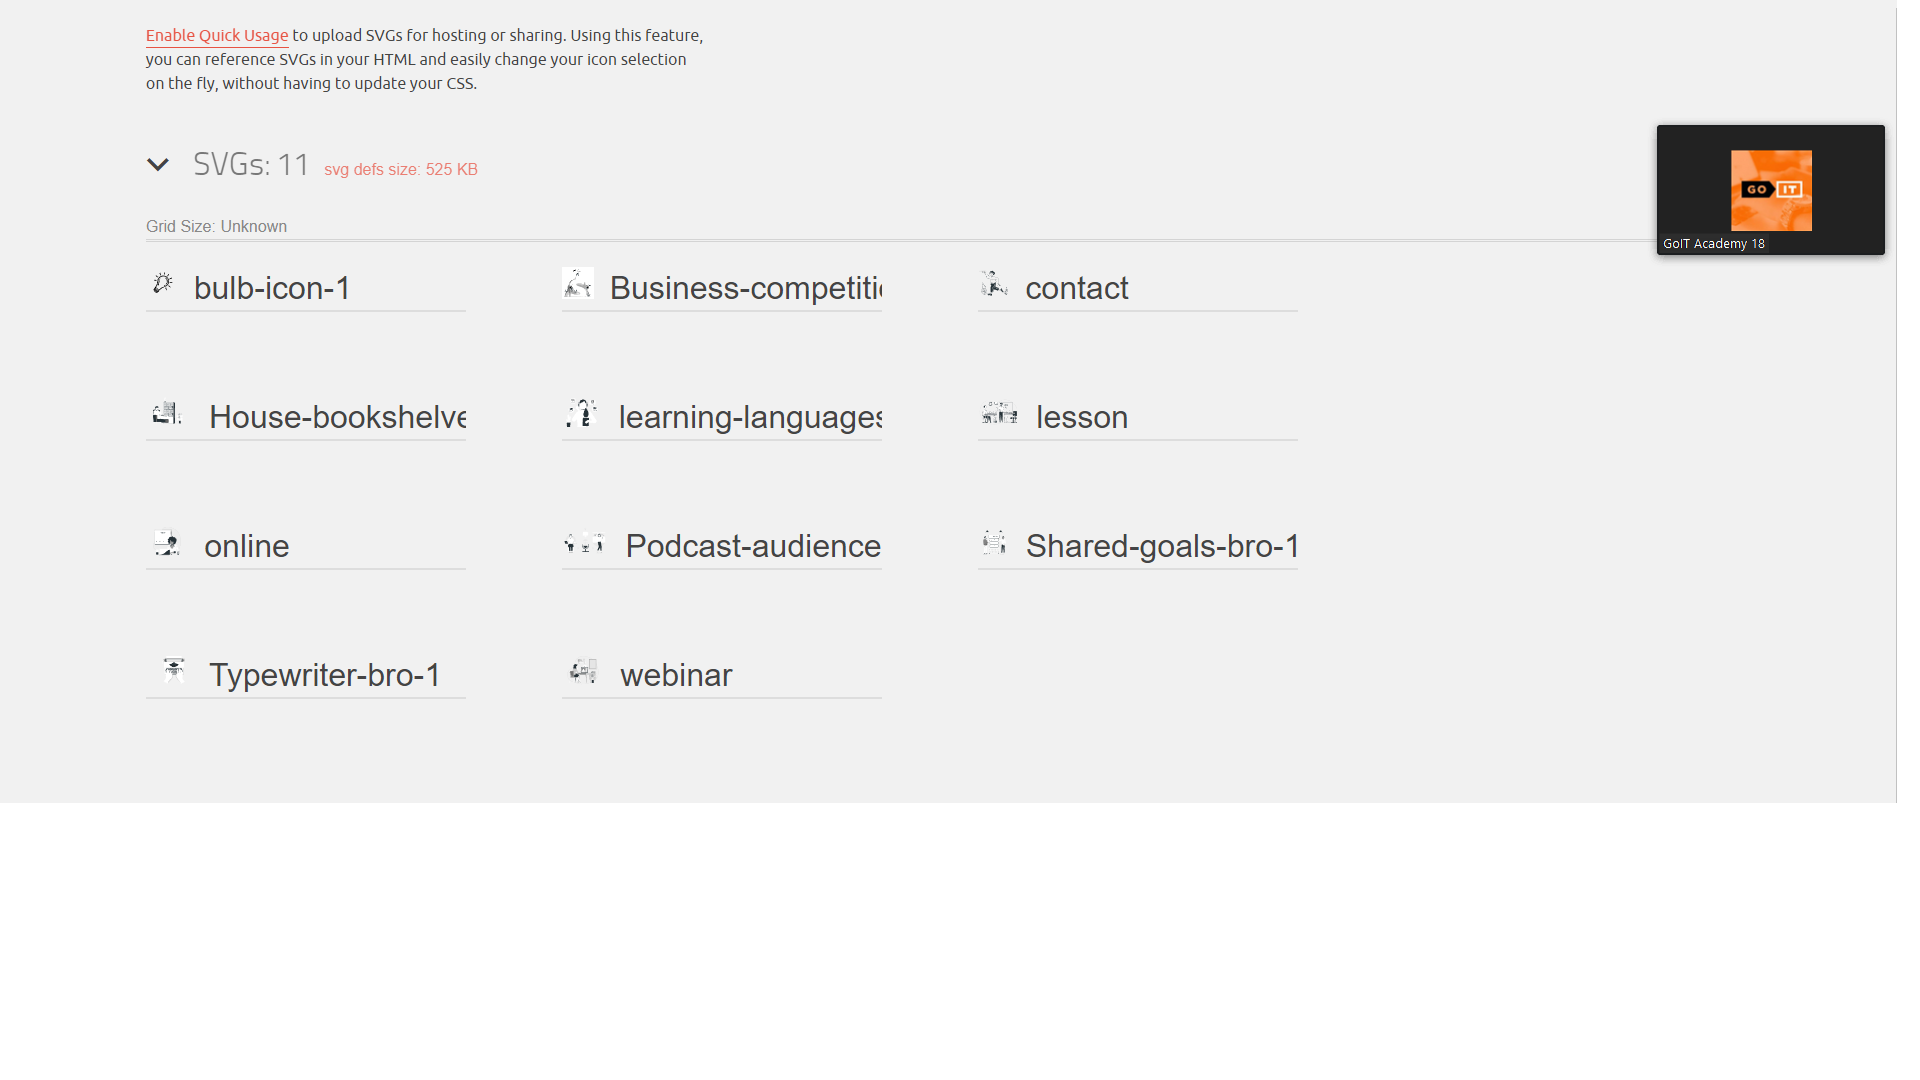 Enable Quick Usage to upload SVGs for hosting or sharing. Using this feature,
you can reference SVGs in your HTML and easily change your icon selection
on the fly, without having to update your CSS.
SVGs: 11 svg defs size: 525 KB
GO IT
GoIT Academy 18
Grid Size: Unknown
bulb-icon-1
Business-competitic
contact
House-bookshelve
learning-languages
lesson
online
Podcast-audience
Shared-goals-bro-1
Typewriter-bro-1
webinar